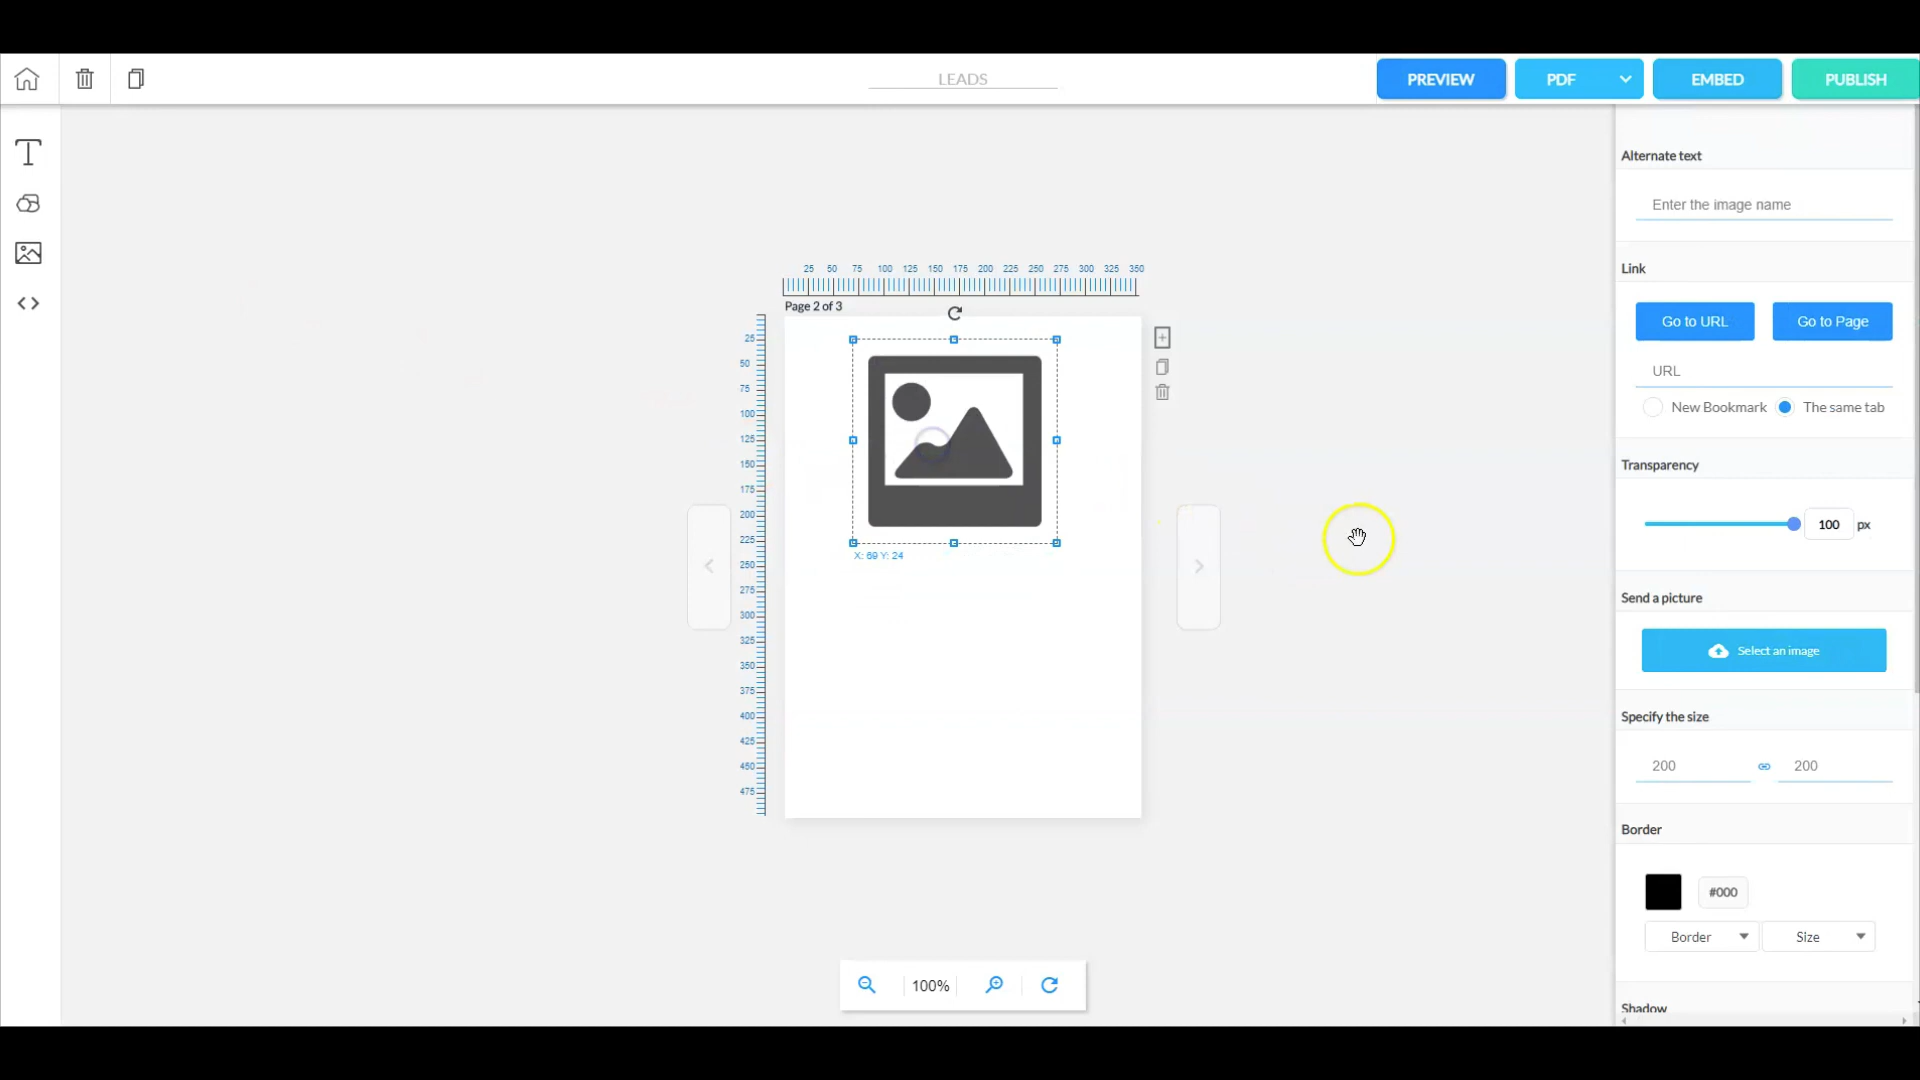 LEADS
PREVIEW
PDF
EMBED
PUBLISH
Alternate text
Enter the image name
Link
Go to URL
Go to Page
URL
New Bookmark
The same tab
Transparency
100 px
Send a picture
Select an image
Specify the size
200
200
Border
#000
Border
Size
Shadow
25 50 75 100 125 150 175 200 225 250 275 300 325 350
Page 2 of 3
25
50
75
100
125
150
175
200
225
250
275
300
325
350
375
400
425
450
475
X: 69 Y: 24
100%